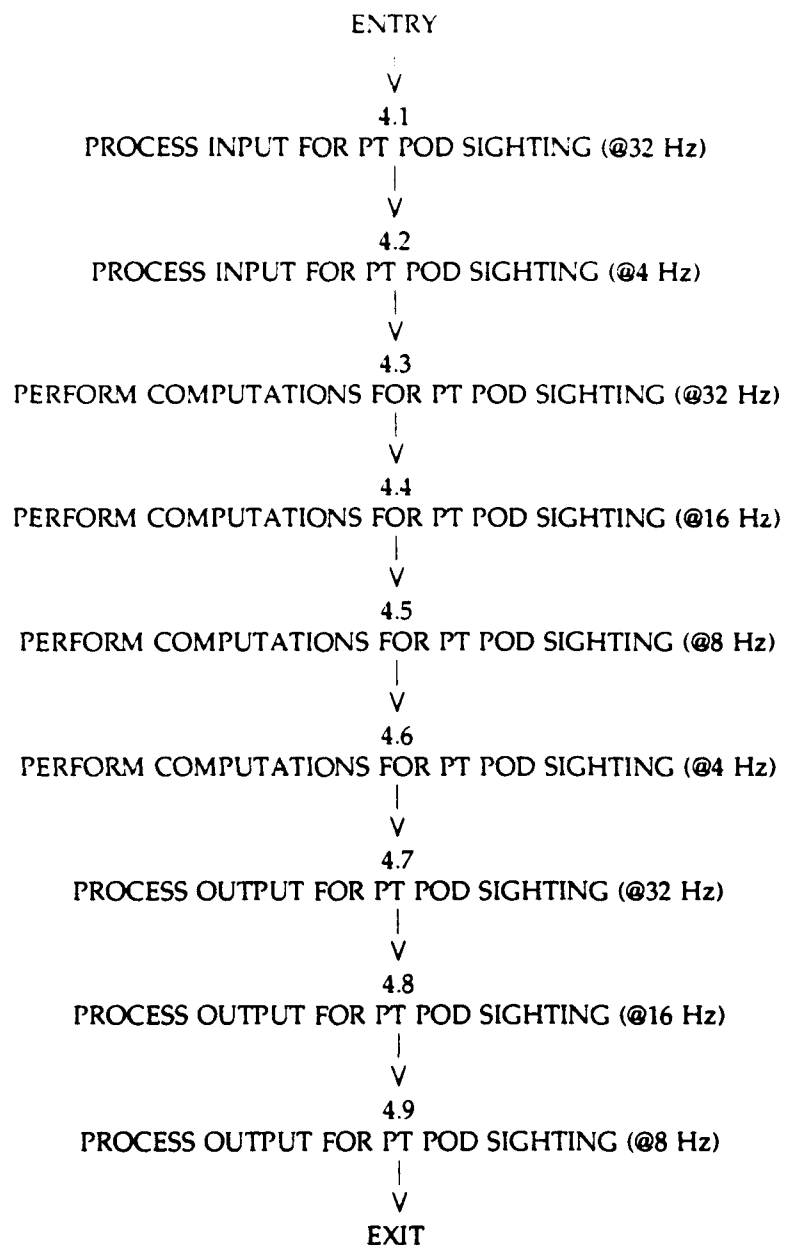 ENTRY
|
V
4.1
PROCESS INPUT FOR PT POD SIGHTING (@32 Hz)
|
V
4.2
PROCESS INPUT FOR PT POD SIGHTING (@4 Hz)
|
V
4.3
PERFORM COMPUTATIONS FOR PT POD SIGHTING (@32 Hz)
|
V
4.4
PERFORM COMPUTATIONS FOR PT POD SIGHTING (@16 Hz)
|
V
4.5
PERFORM COMPUTATIONS FOR PT POD SIGHTING (@8 Hz)
|
V
4.6
PERFORM COMPUTATIONS FOR PT POD SIGHTING (@4 Hz)
|
V
4.7
PROCESS OUTPUT FOR PT POD SIGHTING (@32 Hz)
|
V
4.8
PROCESS OUTPUT FOR PT POD SIGHTING (@16 Hz)
|
V
4.9
PROCESS OUTPUT FOR PT POD SIGHTING (@8 Hz)
|
V
EXIT